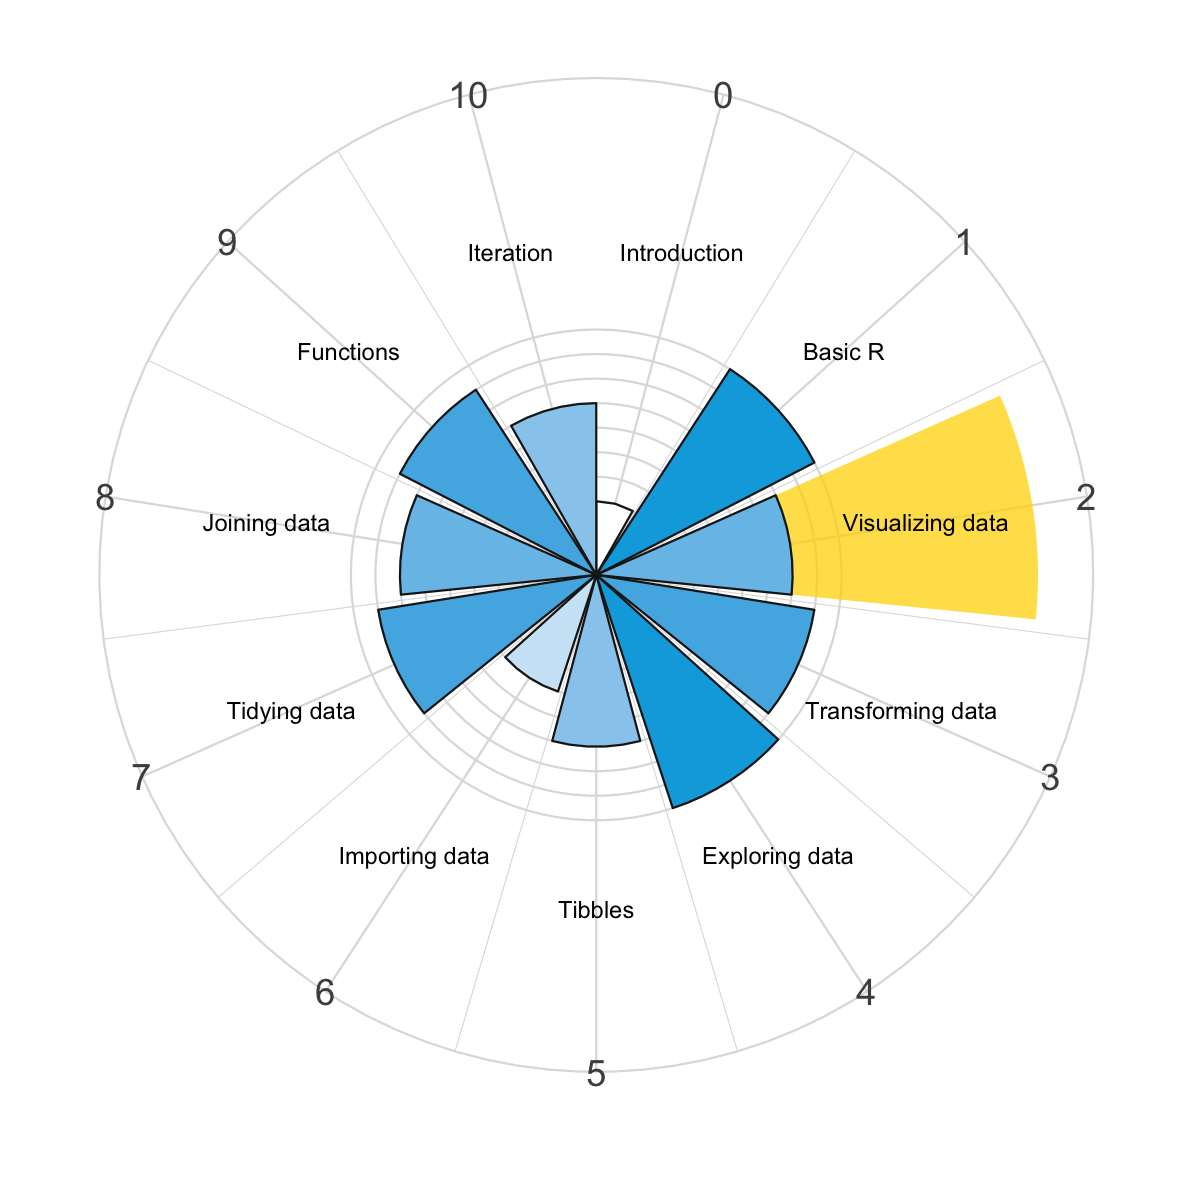 10
0
9
1
Iteration
Introduction
Functions
Basic R
8
2
Joining data
Visualizing data
Tidying data
Transforming data
7
3
Importing data
Exploring data
Tibbles
6
4
5